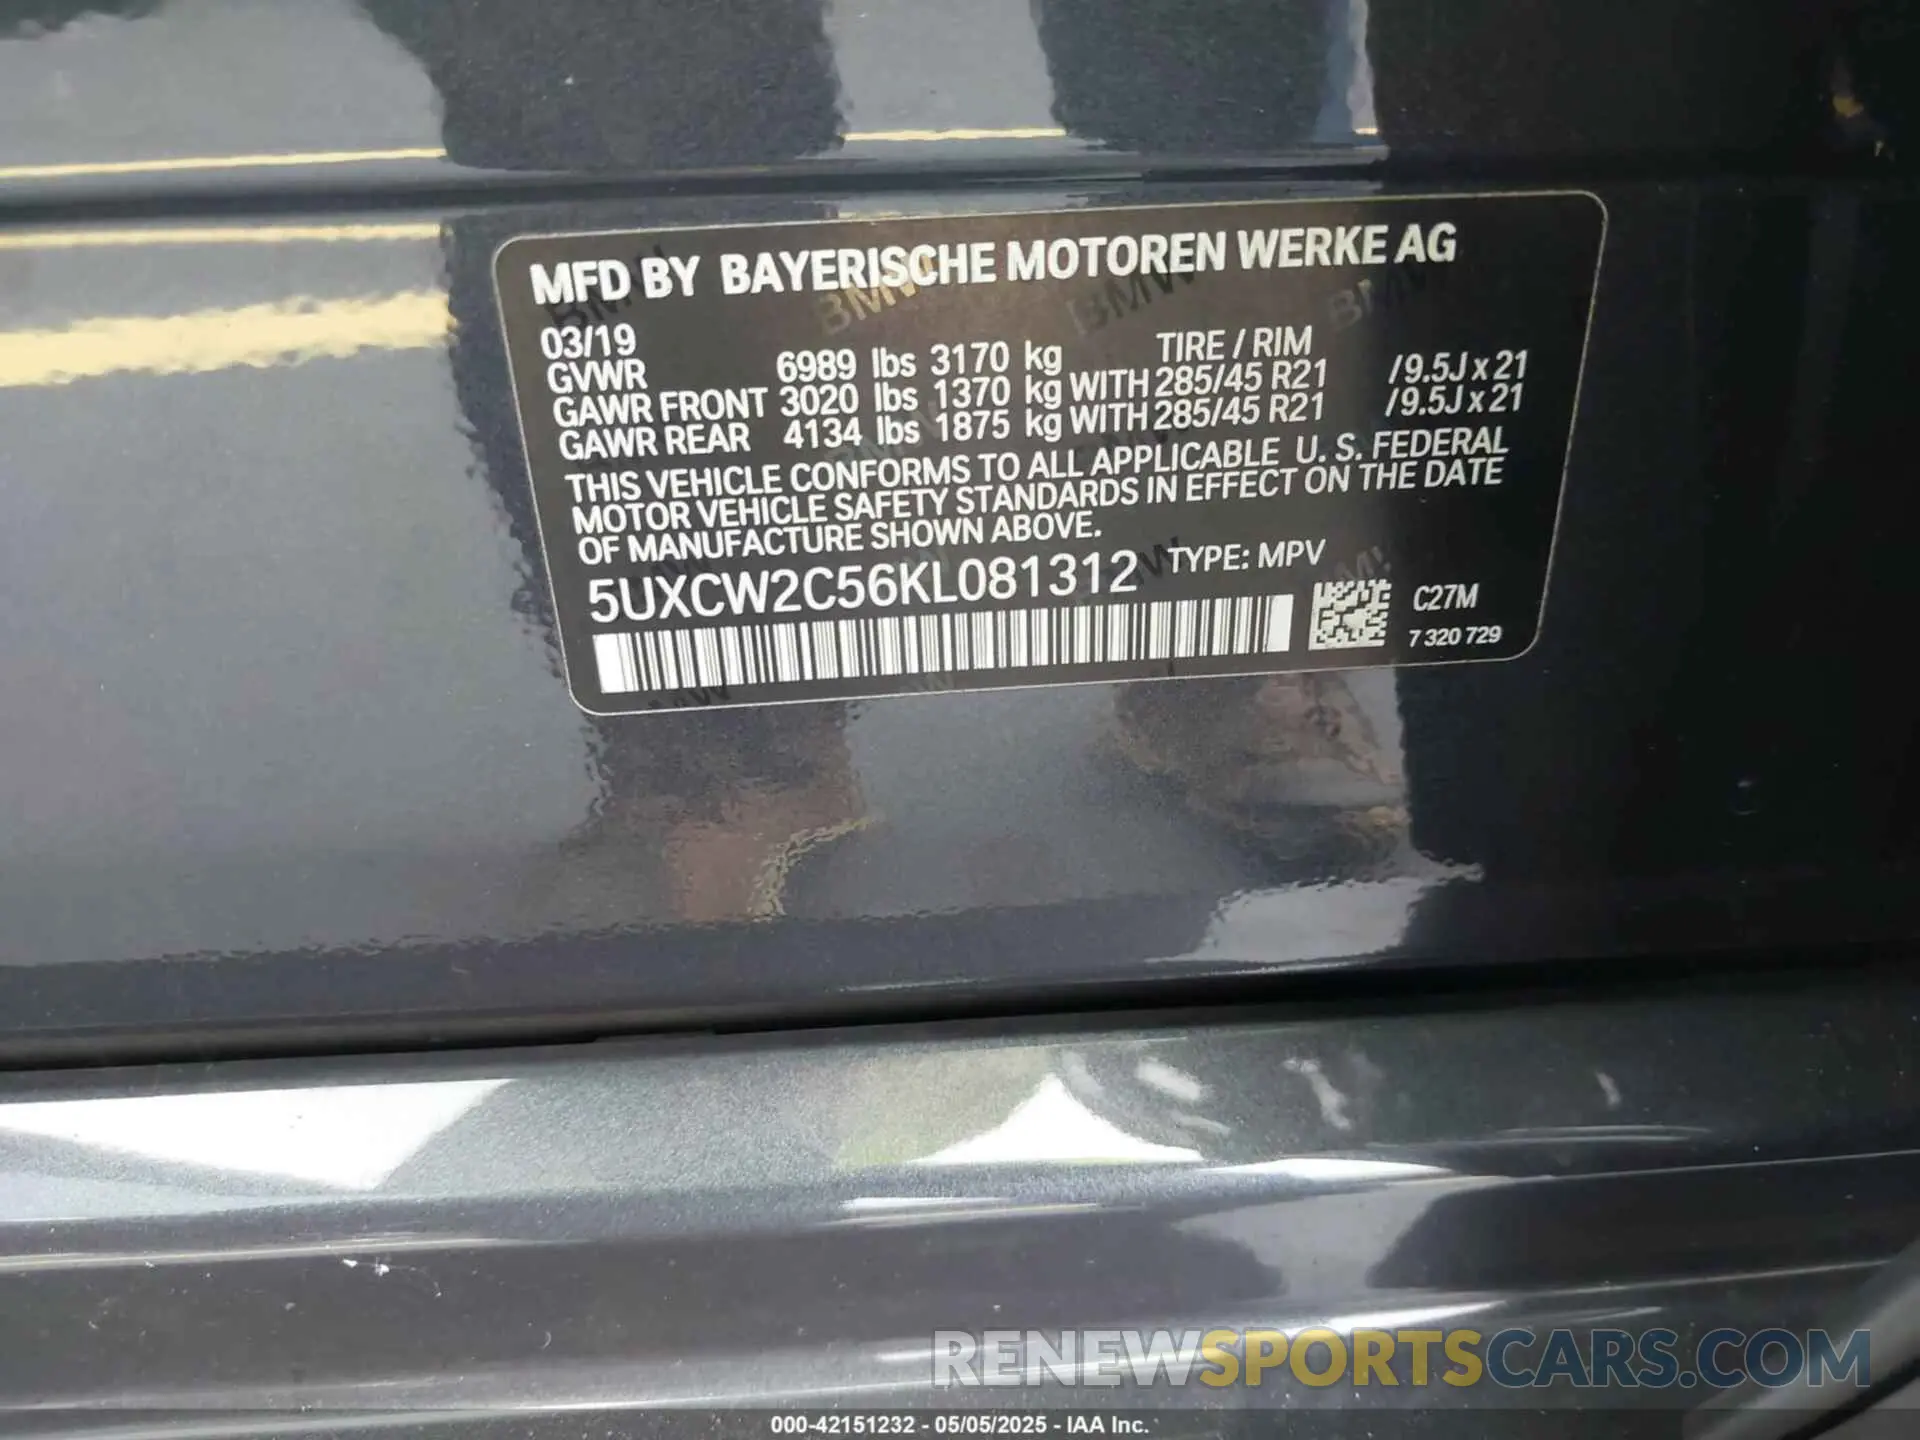 MFD BY BAYERISCHE MOTOREN WERKE AG
03/19 TIRE / RIM
GVWR 6989 lbs 3170 kg
GAWR FRONT 3020 lbs 1370 kg WITH 285/45 R21 /9.5J x 21
GAWR REAR 4134 lbs 1875 kg WITH 285/45 R21 /9.5J x 21
THIS VEHICLE CONFORMS TO ALL APPLICABLE U. S. FEDERAL
MOTOR VEHICLE SAFETY STANDARDS IN EFFECT ON THE DATE
OF MANUFACTURE SHOWN ABOVE.
5UXCW2C56KL081312 TYPE: MPV
C27M
7 320 729
RENEWSPORTSCARS.COM
000-42151232 - 05/05/2025 - IAA Inc.